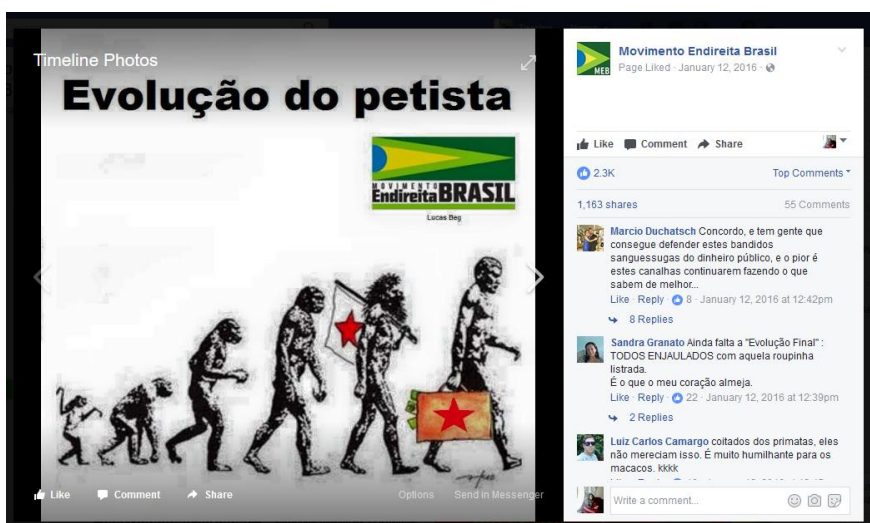 Timeline Photos
Evolução do petista
MOVIMENTO
Endireita BRASIL
Lucas Beg
Like Comment Share
Options Send in Messenger
MEB
Movimento Endireita Brasil
Page Liked · January 12, 2016 ·
Like Comment Share
2.3K Top Comments
1,163 shares 55 Comments
Marcio Duchatsch Concordo, e tem gente que
consegue defender estes bandidos
sanguessugas do dinheiro público, e o pior é
estes canalhas continuarem fazendo o que
sabem de melhor...
Like · Reply · 8 · January 12, 2016 at 12:42pm
8 Replies
Sandra Granato Ainda falta a "Evolução Final" :
TODOS ENJAULADOS com aquela roupinha
listrada.
É o que o meu coração almeja.
Like · Reply · 22 · January 12, 2016 at 12:39pm
2 Replies
Luiz Carlos Camargo coitados dos primatas, eles
não mereciam isso. É muito humilhante para os
macacos. kkkk
Write a comment...